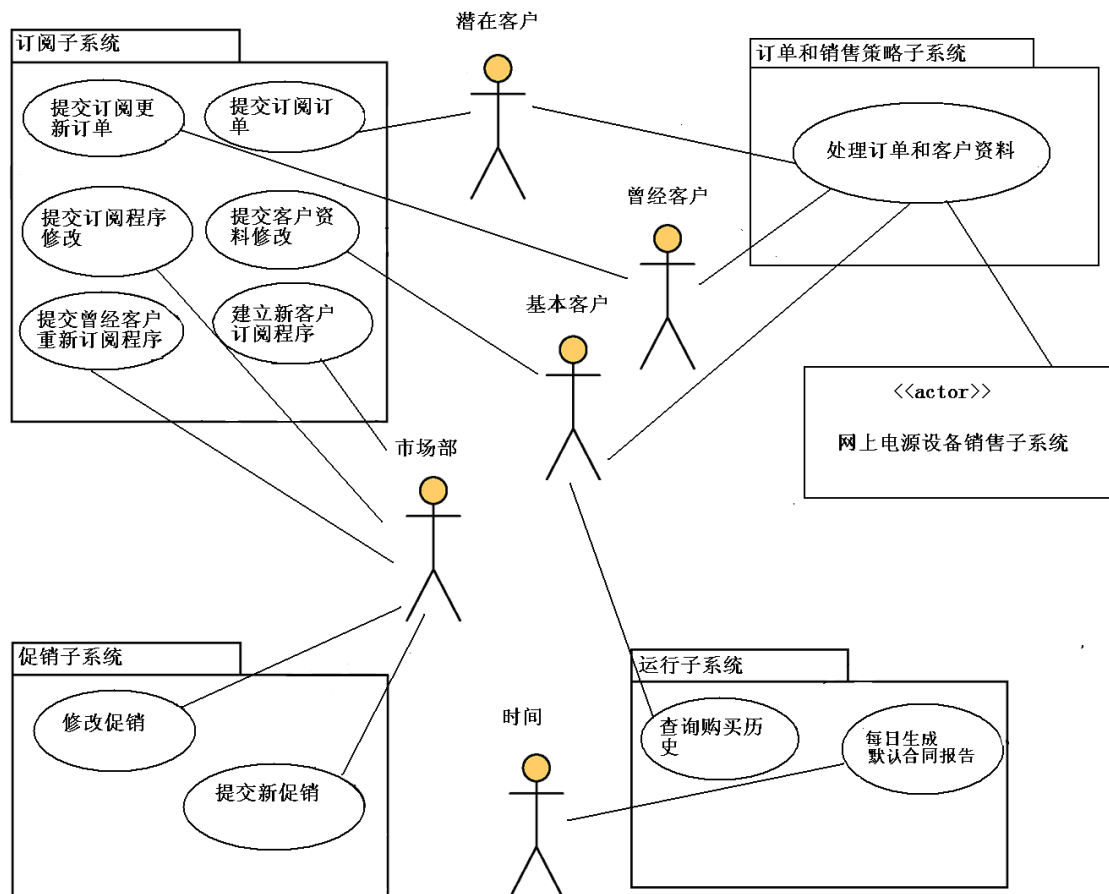 潜在客户
订阅子系统
订单和销售策略子系统
提交订阅更
新订单
提交订阅订
单
处理订单和客户资料
曾经客户
提交订阅程序
修改
提交客户资
料修改
基本客户
提交曾经客户
重新订阅程序
建立新客户
订阅程序
<<actor>>
网上电源设备销售子系统
市场部
促销子系统
运行子系统
修改促销
时间
查询购买历
史
每日生成
默认合同报告
提交新促销